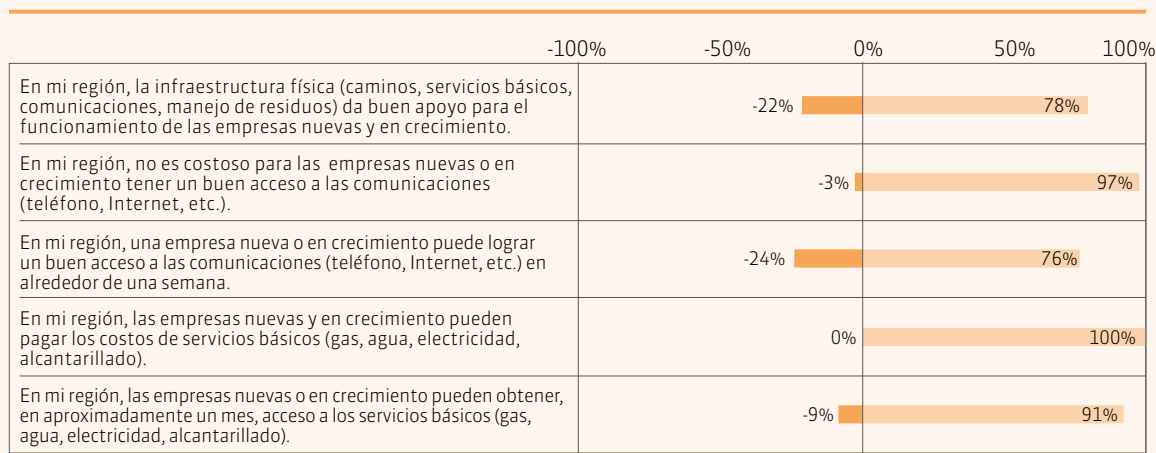 -100% -50% 0% 50% 100%
En mi región, la infraestructura física (caminos, servicios básicos,
comunicaciones, manejo de residuos) da buen apoyo para el
funcionamiento de las empresas nuevas y en crecimiento.
-22% 78%
En mi región, no es costoso para las empresas nuevas o en
crecimiento tener un buen acceso a las comunicaciones
(teléfono, Internet, etc.).
-3% 97%
En mi región, una empresa nueva o en crecimiento puede lograr
un buen acceso a las comunicaciones (teléfono, Internet, etc.) en
alrededor de una semana.
-24% 76%
En mi región, las empresas nuevas y en crecimiento pueden
pagar los costos de servicios básicos (gas, agua, electricidad,
alcantarillado).
0% 100%
En mi región, las empresas nuevas o en crecimiento pueden obtener,
en aproximadamente un mes, acceso a los servicios básicos (gas,
agua, electricidad, alcantarillado).
-9% 91%